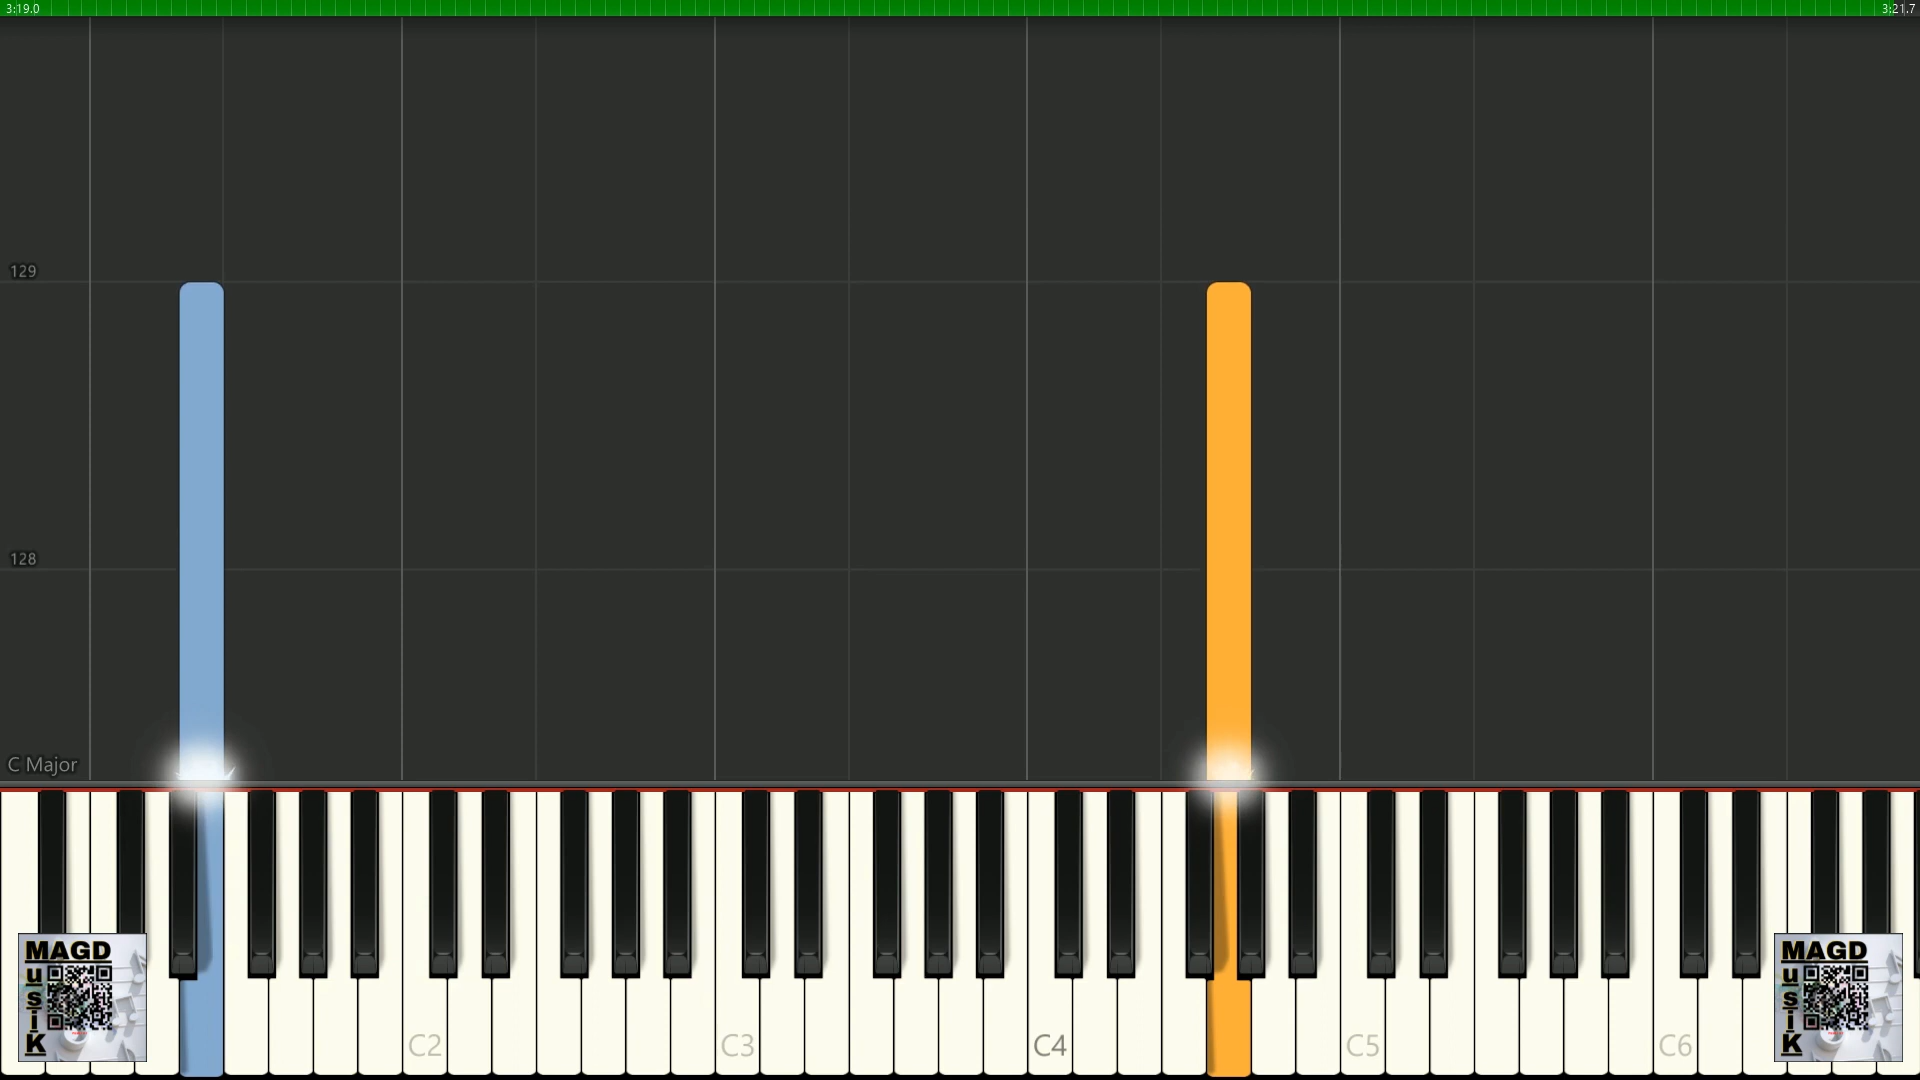 3:19.0
3:21.7
129
128
C Major
C2
C3
C4
C5
C6
MAGD
u
s
i
K
MAGD
u
s
i
K